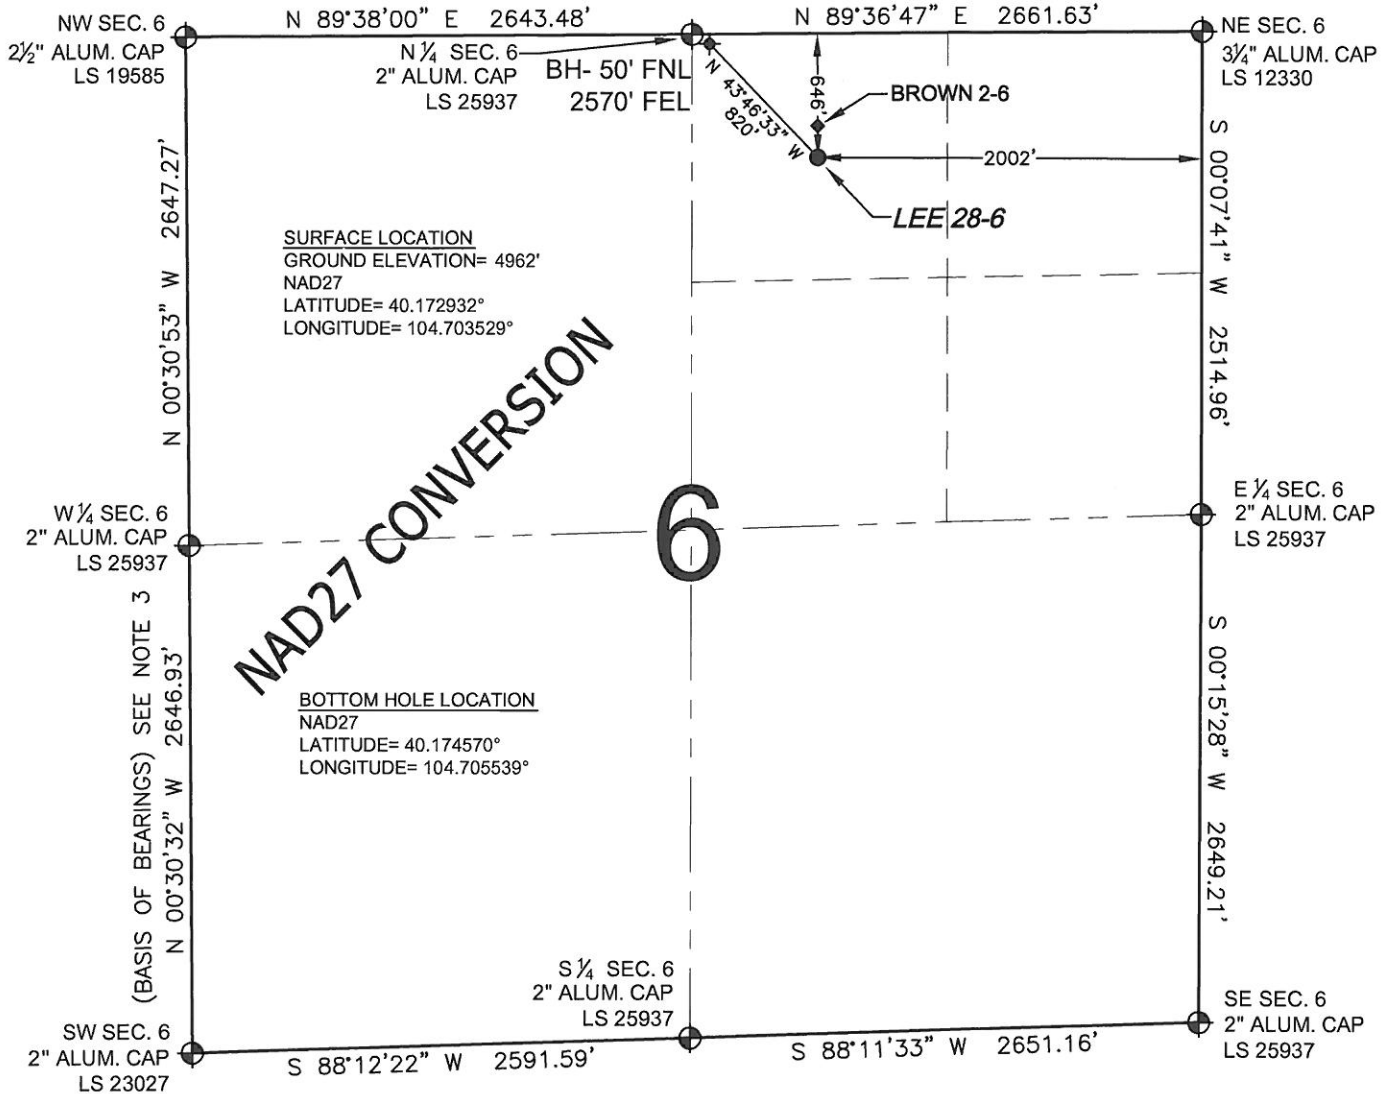 N 89°38'00" E 2643.48'
N 89°36'47" E 2661.63'
NW SEC. 6
2½" ALUM. CAP
LS 19585
N ¼ SEC. 6
2" ALUM. CAP
LS 25937
BH- 50' FNL
2570' FEL
N 43°46'33" W
820'
646'
BROWN 2-6
2002'
LEE 28-6
NE SEC. 6
3¼" ALUM. CAP
LS 12330
N 00°30'53" W 2647.27'
S 00°07'41" W 2514.96'
SURFACE LOCATION
GROUND ELEVATION= 4962'
NAD27
LATITUDE= 40.172932°
LONGITUDE= 104.703529°
NAD27 CONVERSION
6
W ¼ SEC. 6
2" ALUM. CAP
LS 25937
E ¼ SEC. 6
2" ALUM. CAP
LS 25937
(BASIS OF BEARINGS) SEE NOTE 3
N 00°30'32" W 2646.93'
S 00°15'28" W 2649.21'
BOTTOM HOLE LOCATION
NAD27
LATITUDE= 40.174570°
LONGITUDE= 104.705539°
S ¼ SEC. 6
2" ALUM. CAP
LS 25937
SW SEC. 6
2" ALUM. CAP
LS 23027
SE SEC. 6
2" ALUM. CAP
LS 25937
S 88°12'22" W 2591.59'
S 88°11'33" W 2651.16'